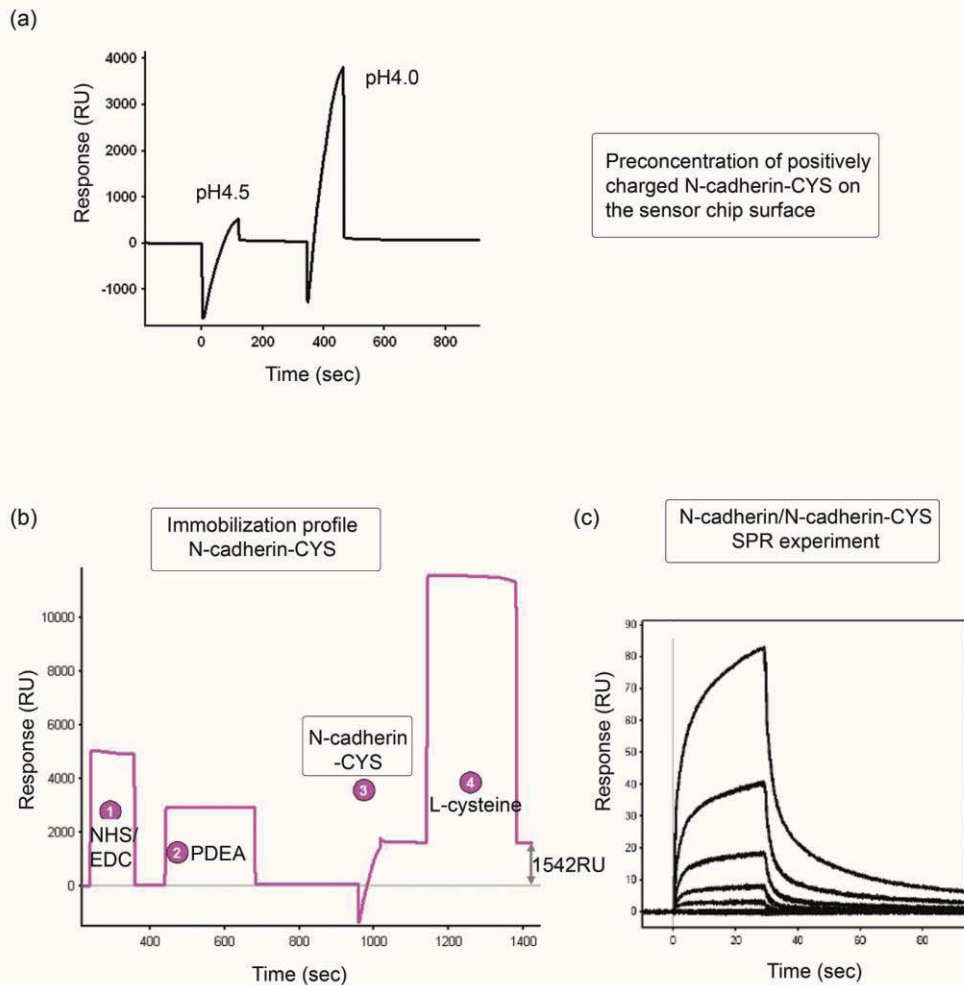 (a)
4000
3000
2000
1000
0
-1000
Response (RU)
pH4.5
pH4.0
0
200
400
600
800
Time (sec)
Preconcentration of positively
charged N-cadherin-CYS on
the sensor chip surface
(b)
Immobilization profile
N-cadherin-CYS
10000
8000
6000
4000
2000
0
Response (RU)
1
NHS/
EDC
2 PDEA
N-cadherin
-CYS
3
4
L-cysteine
1542RU
400
600
800
1000
1200
1400
Time (sec)
(c)
N-cadherin/N-cadherin-CYS
SPR experiment
90
80
70
60
50
40
30
20
10
0
Response (RU)
0
20
40
60
80
Time (sec)